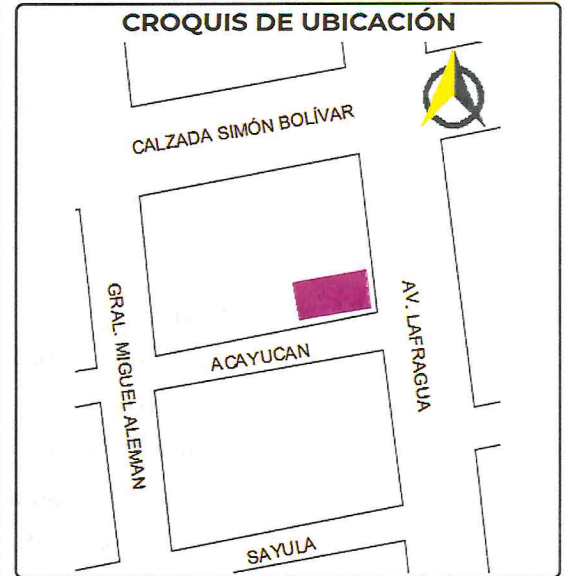 CROQUIS DE UBICACIÓN
CALZADA SIMÓN BOLÍVAR
GRAL. MIGUEL ALEMAN
ACAYUCAN
AV. LAFRAGUA
SAYULA